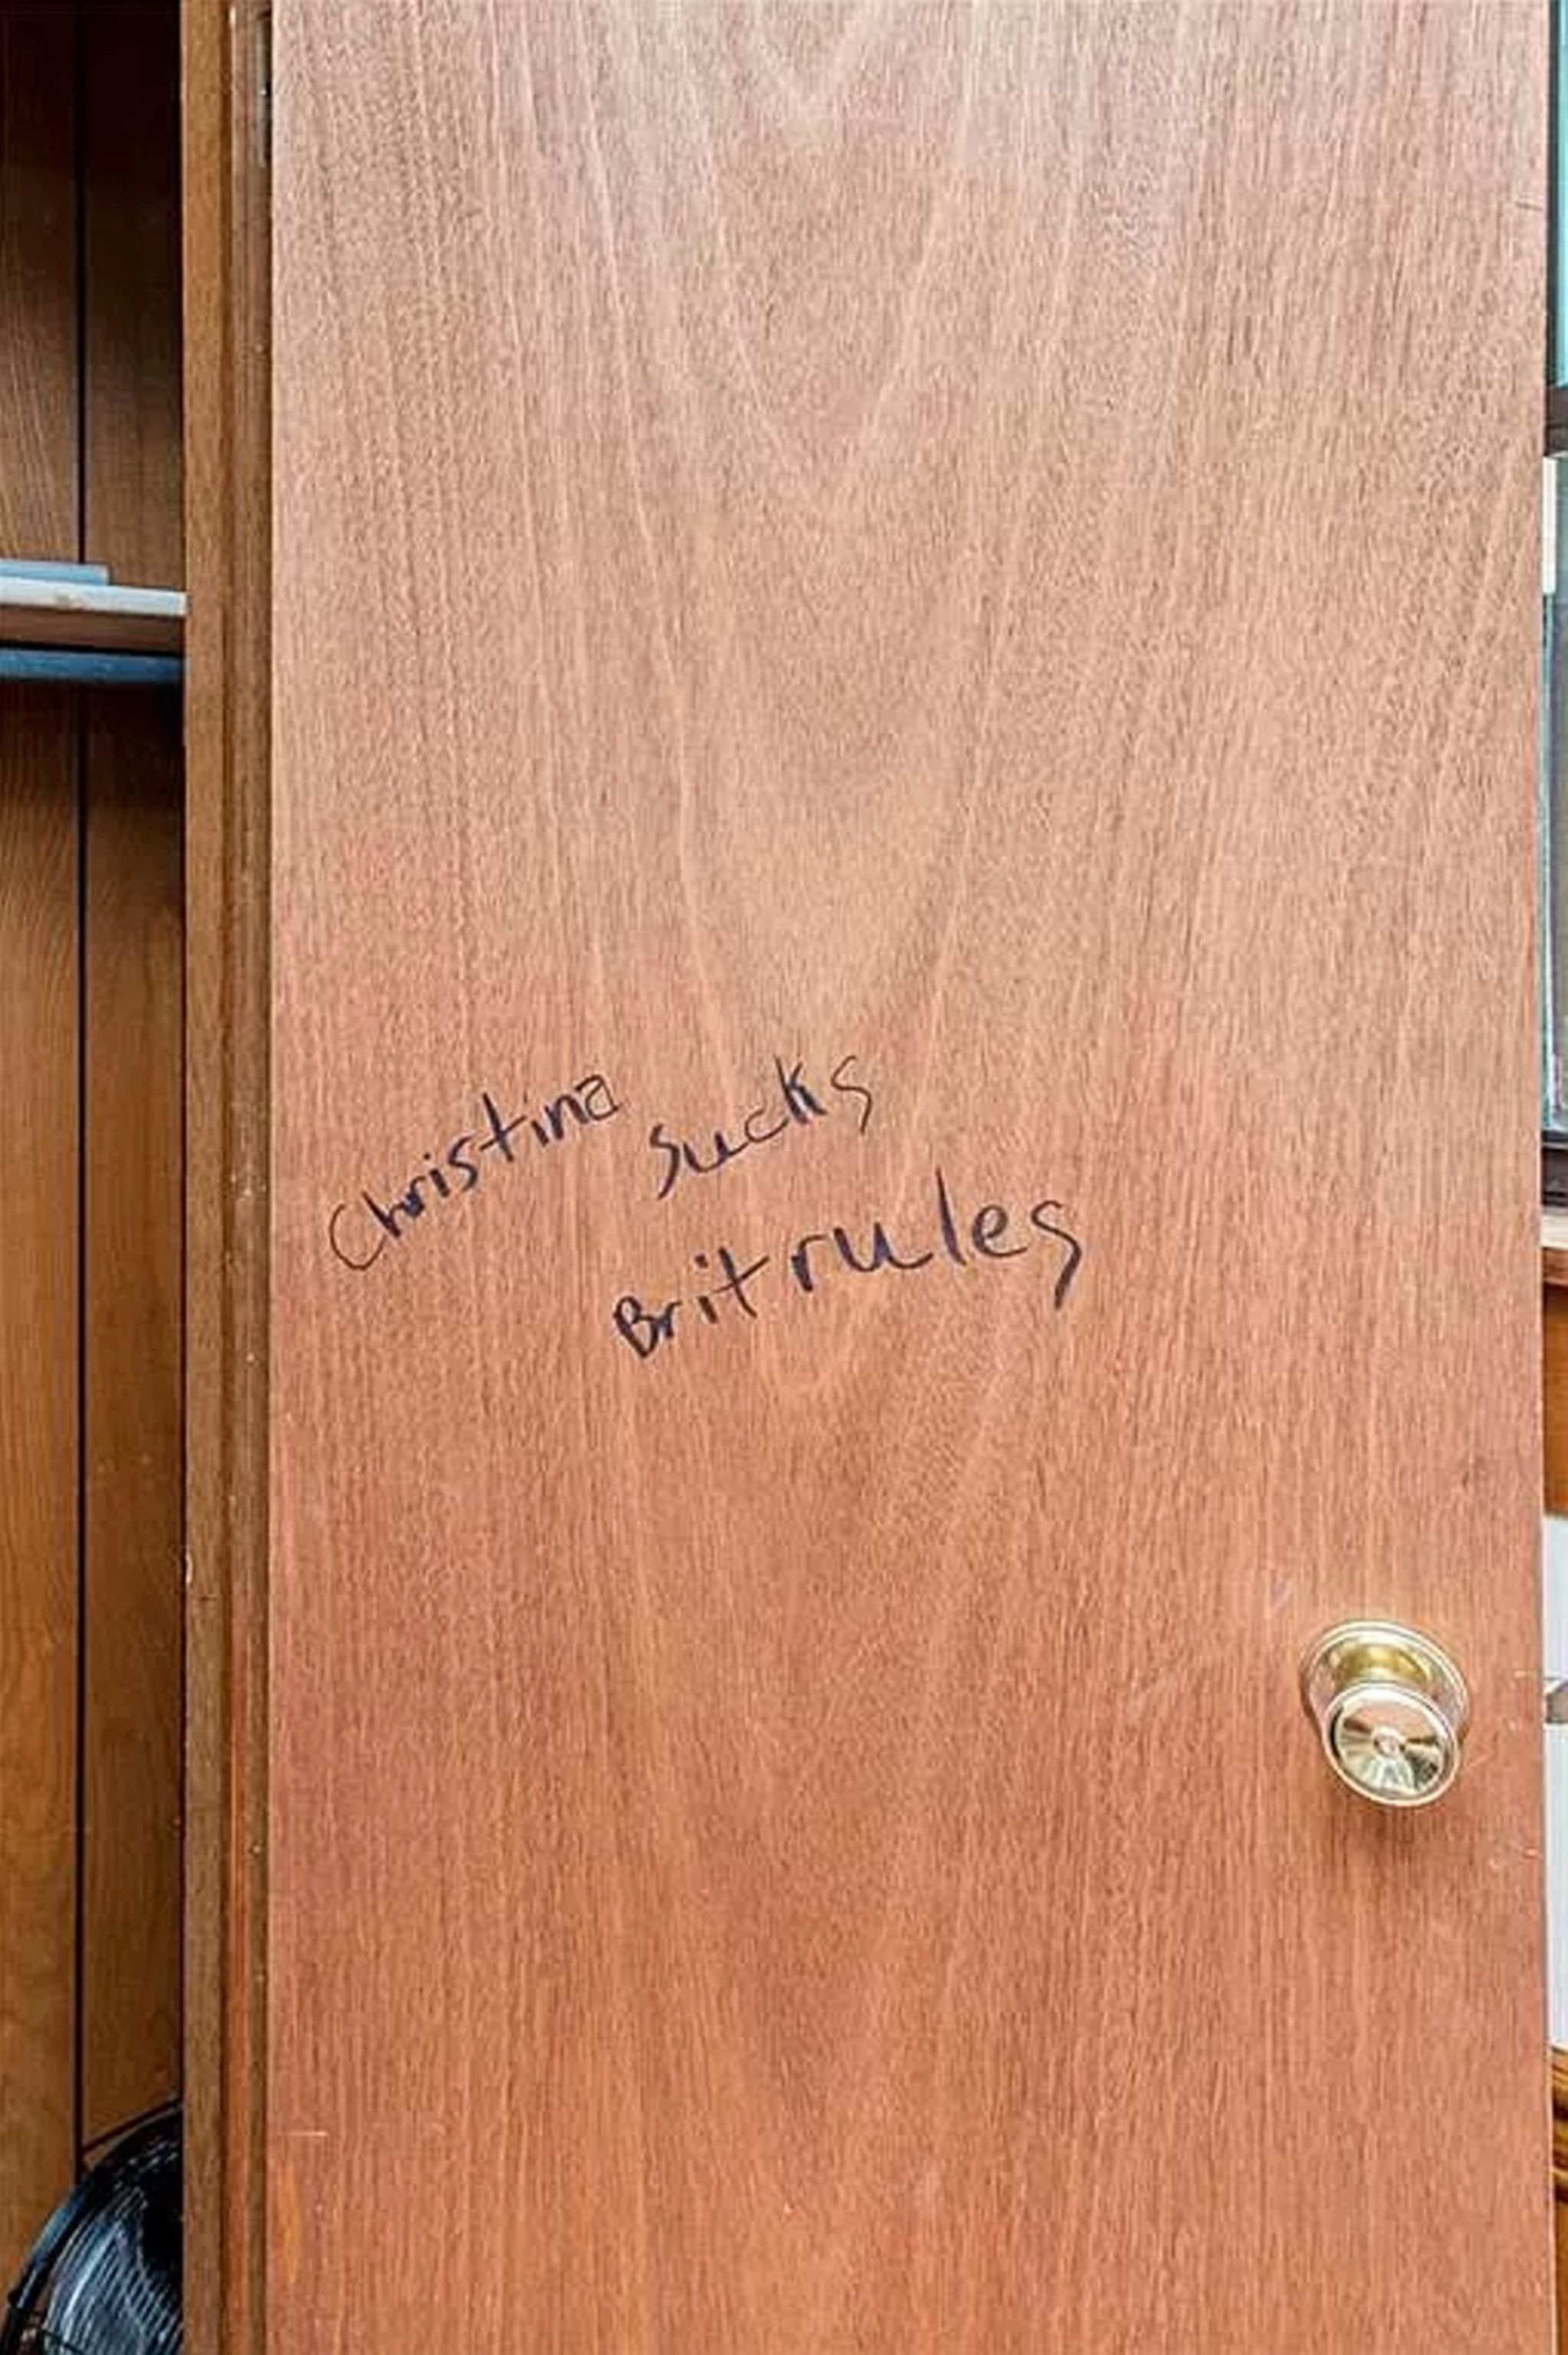 Christina sucks
Brit rules